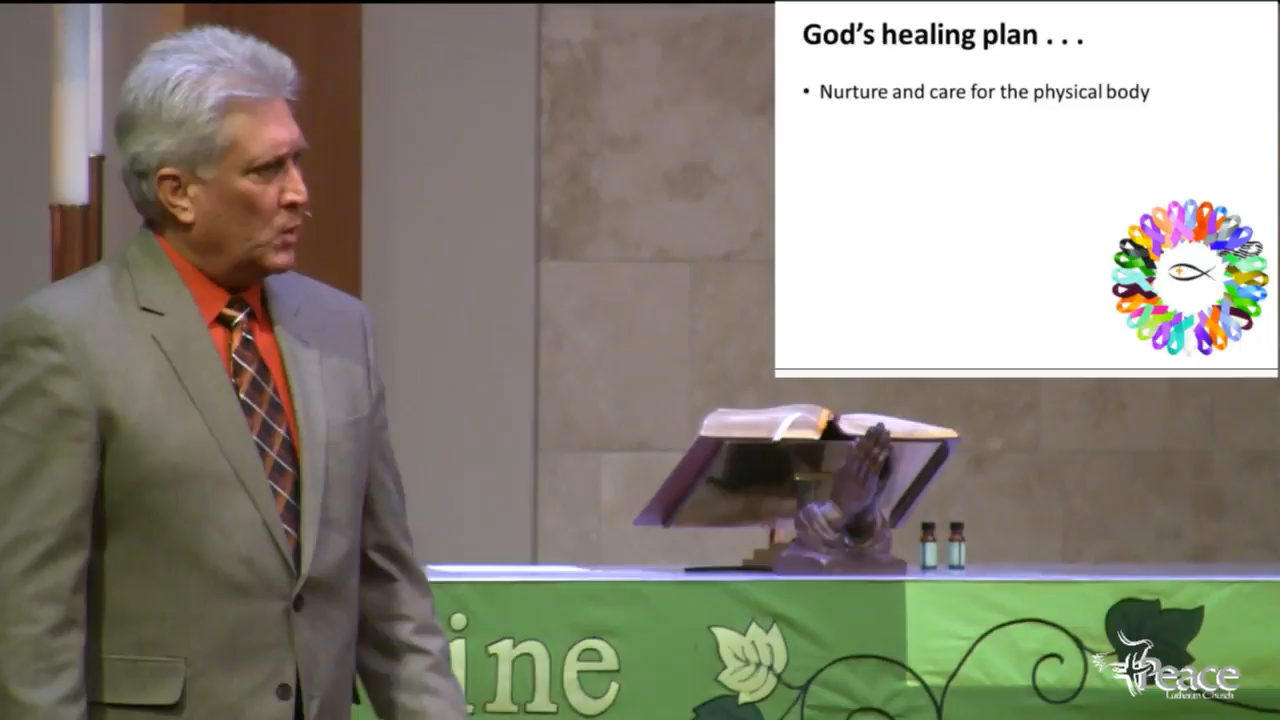 God's healing plan . . .
• Nurture and care for the physical body
ine
Peace
Lutheran Church